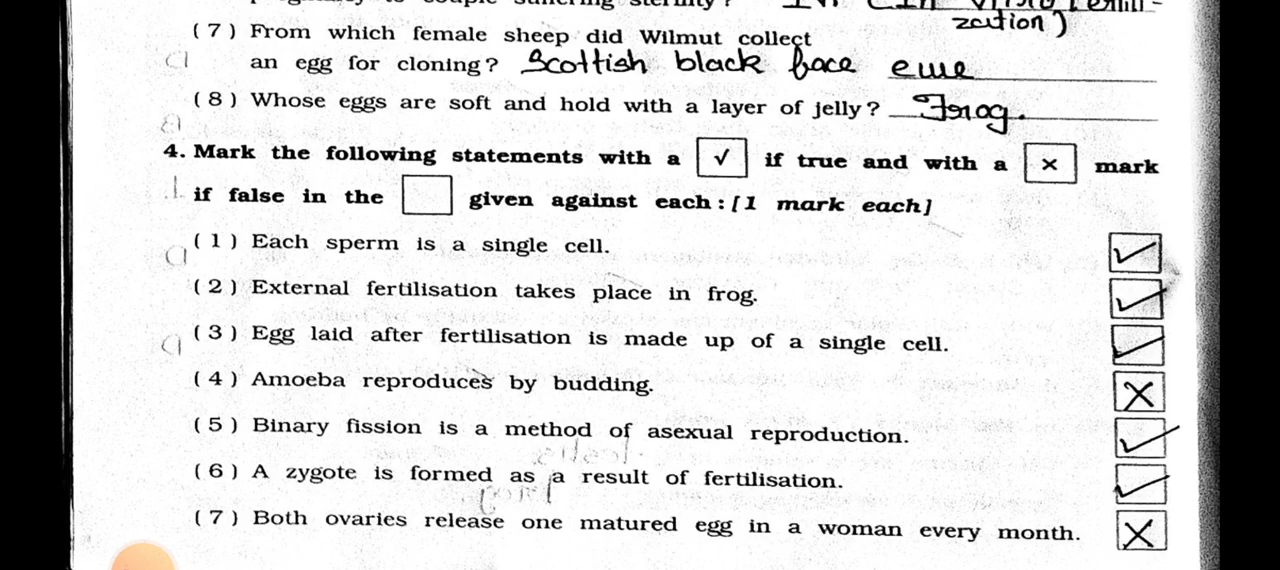 zation)
(7) From which female sheep did Wilmut collect
an egg for cloning? Scottish black face ewe
(8) Whose eggs are soft and hold with a layer of jelly? Frog.
4. Mark the following statements with a ✓ if true and with a × mark
if false in the given against each: [1 mark each]
(1) Each sperm is a single cell. ✓
(2) External fertilisation takes place in frog. ✓
(3) Egg laid after fertilisation is made up of a single cell. ✓
(4) Amoeba reproduces by budding. ×
(5) Binary fission is a method of asexual reproduction. ✓
(6) A zygote is formed as a result of fertilisation. ✓
(7) Both ovaries release one matured egg in a woman every month. ×